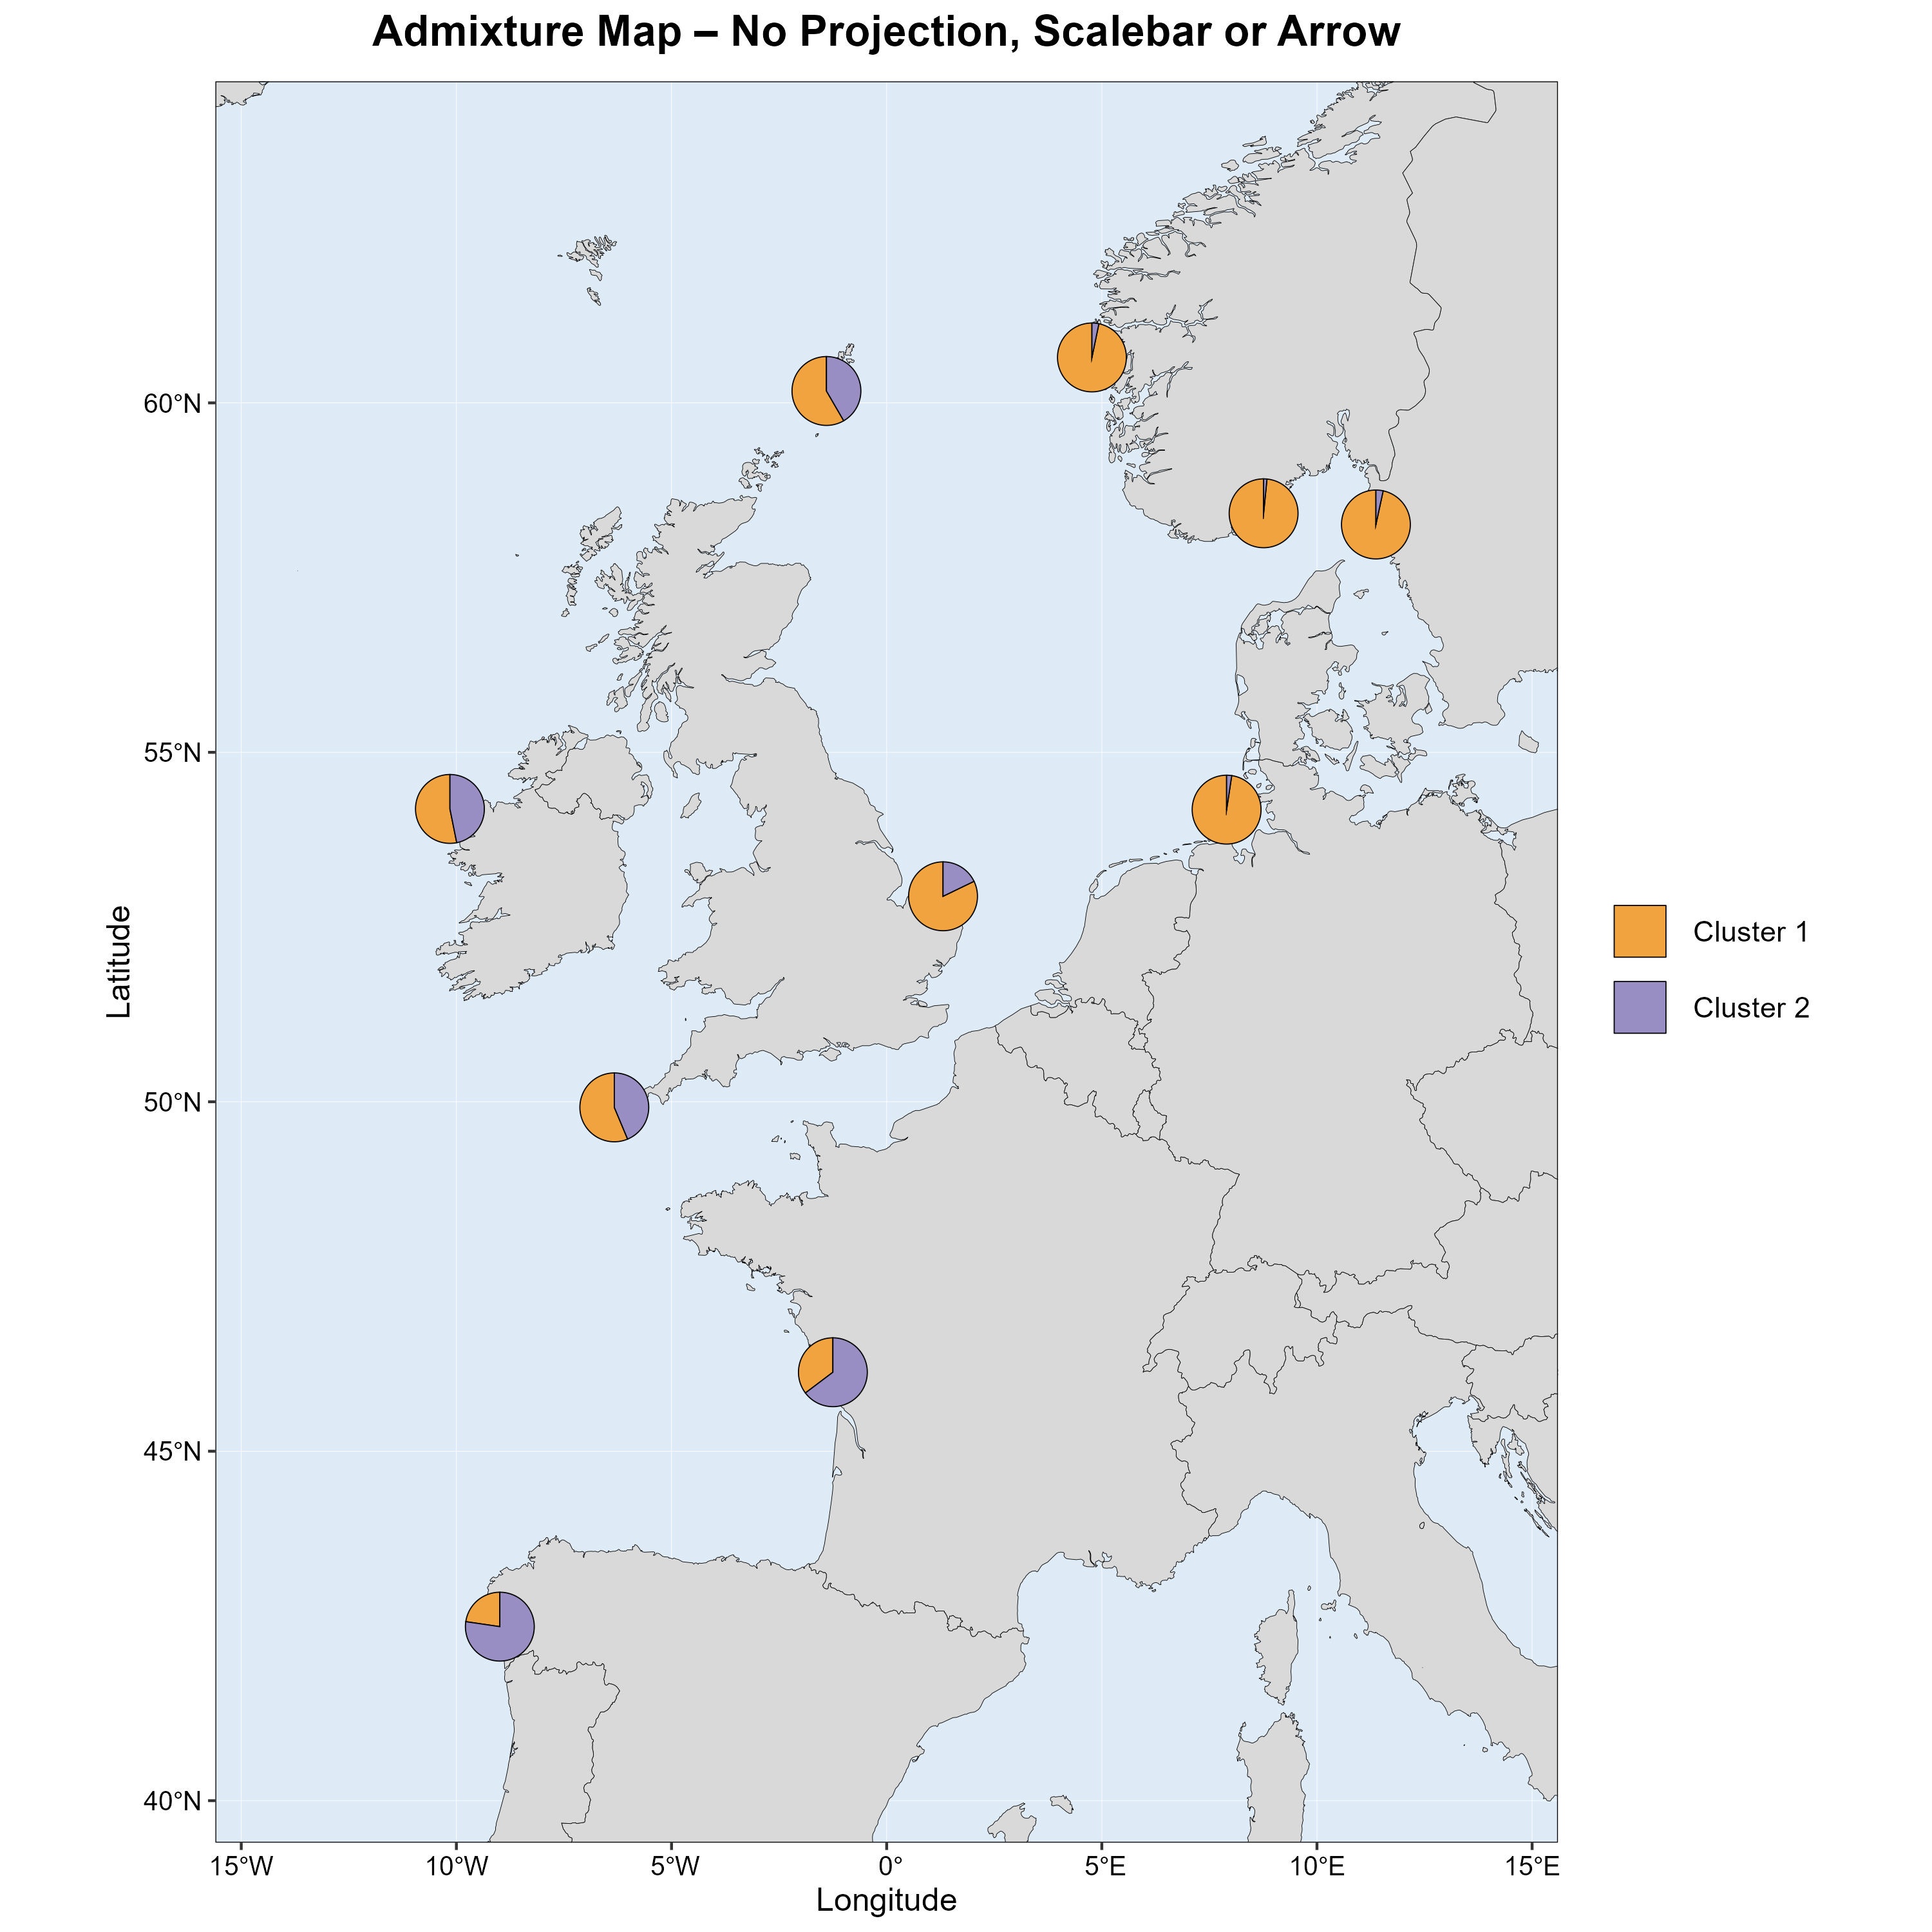 Admixture Map – No Projection, Scalebar or Arrow
60°N
55°N
50°N
45°N
40°N
Latitude
15°W
10°W
5°W
0°
5°E
10°E
15°E
Longitude
Cluster 1
Cluster 2